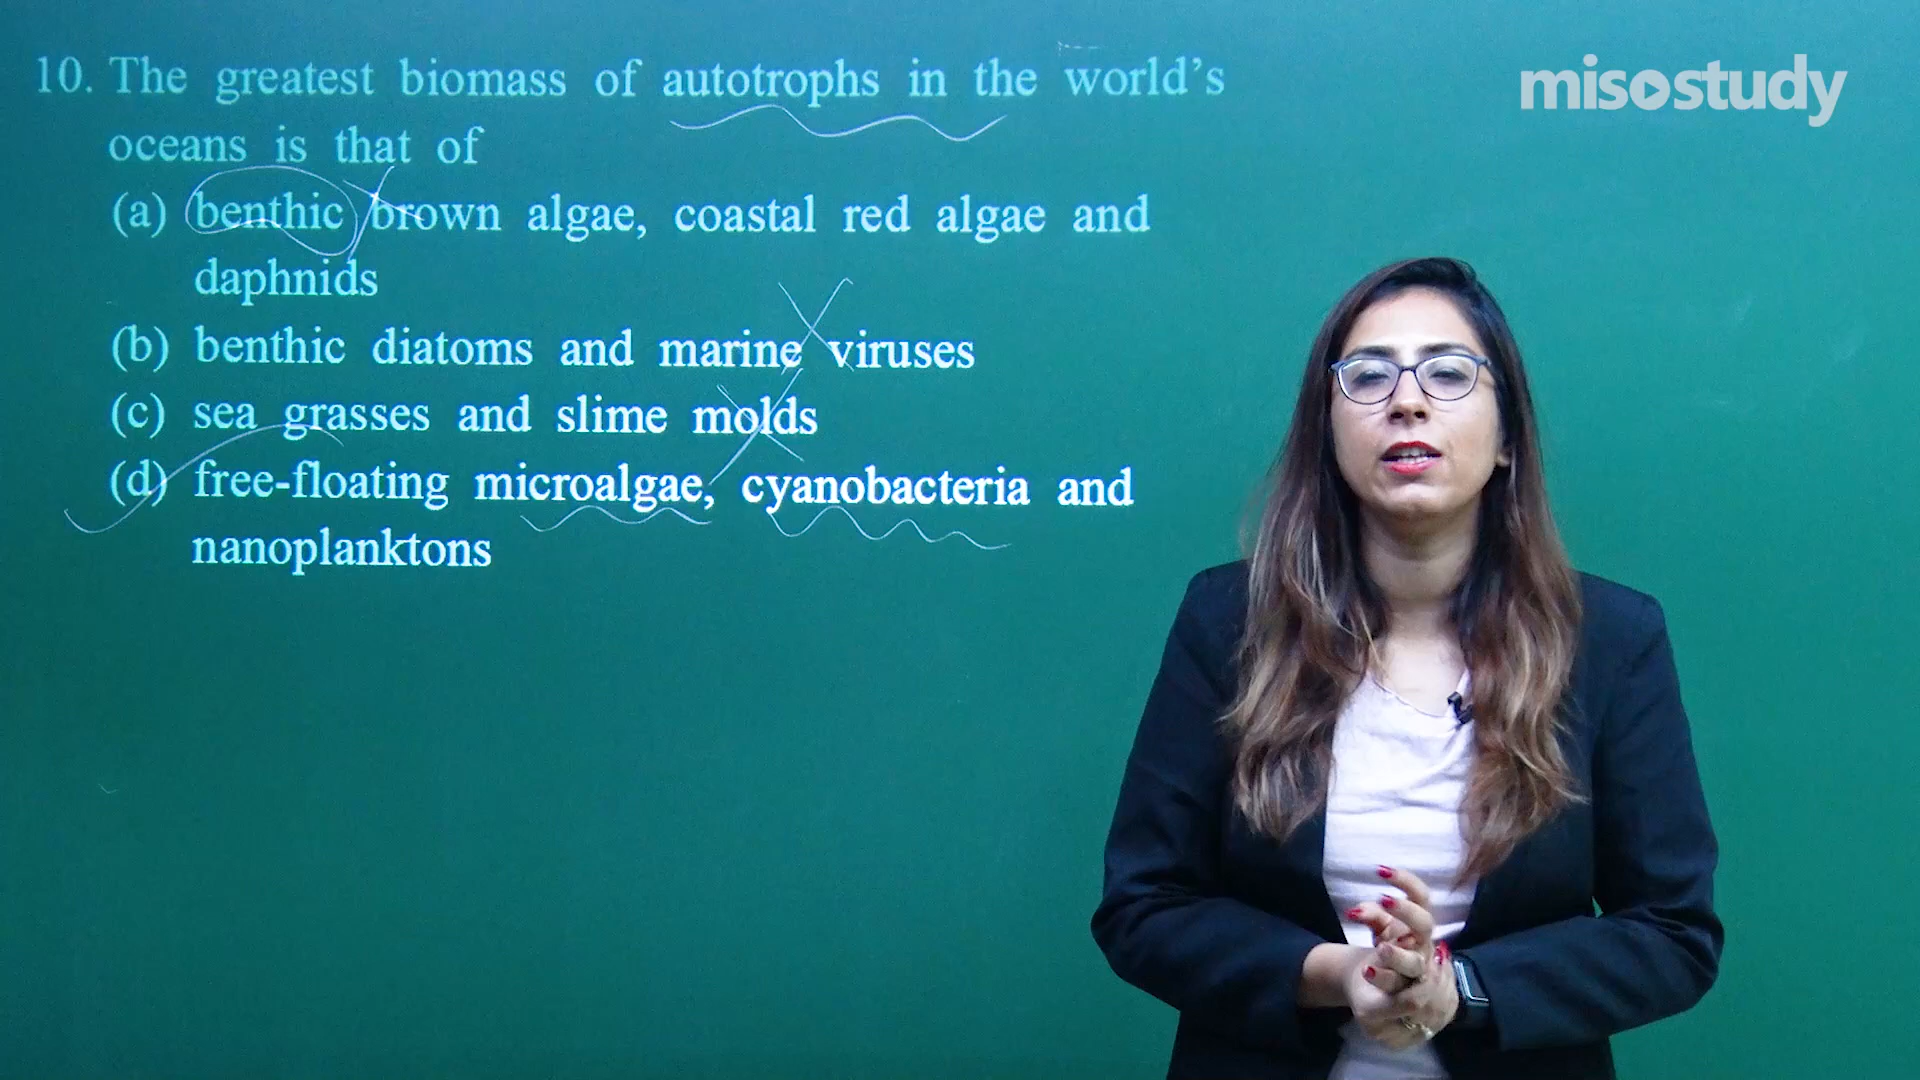 10. The greatest biomass of autotrophs in the world's
oceans is that of
(a) benthic brown algae, coastal red algae and
daphnids
(b) benthic diatoms and marine viruses
(c) sea grasses and slime molds
(d) free-floating microalgae, cyanobacteria and
nanoplanktons
misostudy